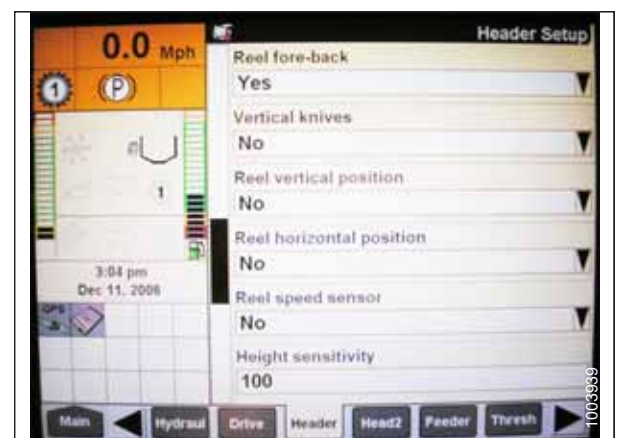 0.0 Mph
Header Setup
1
(P)
Reel fore-back
Yes
Vertical knives
No
Reel vertical position
No
1
Reel horizontal position
No
3:04 pm
Dec 11, 2006
Reel speed sensor
No
GPS
Height sensitivity
100
Main
Hydraul
Drive
Header
Head2
Feeder
Thresh
1003939